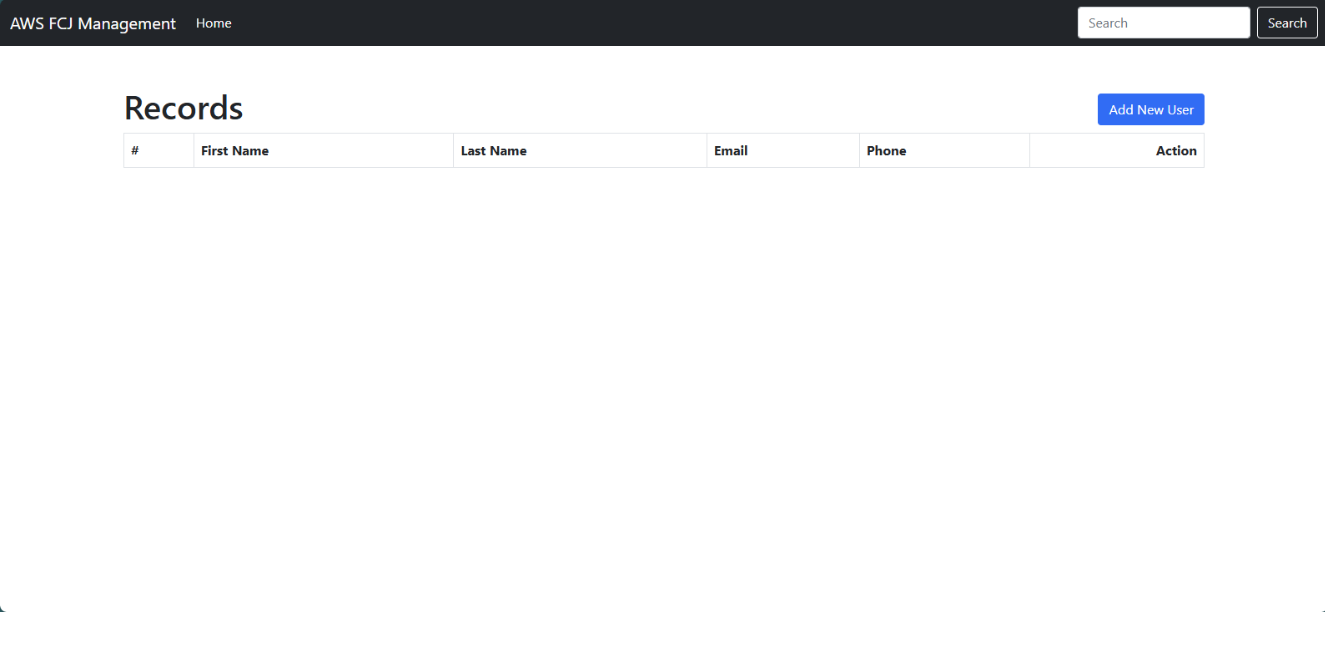 AWS FCJ Management Home Search Search
Records Add New User
# First Name Last Name Email Phone Action